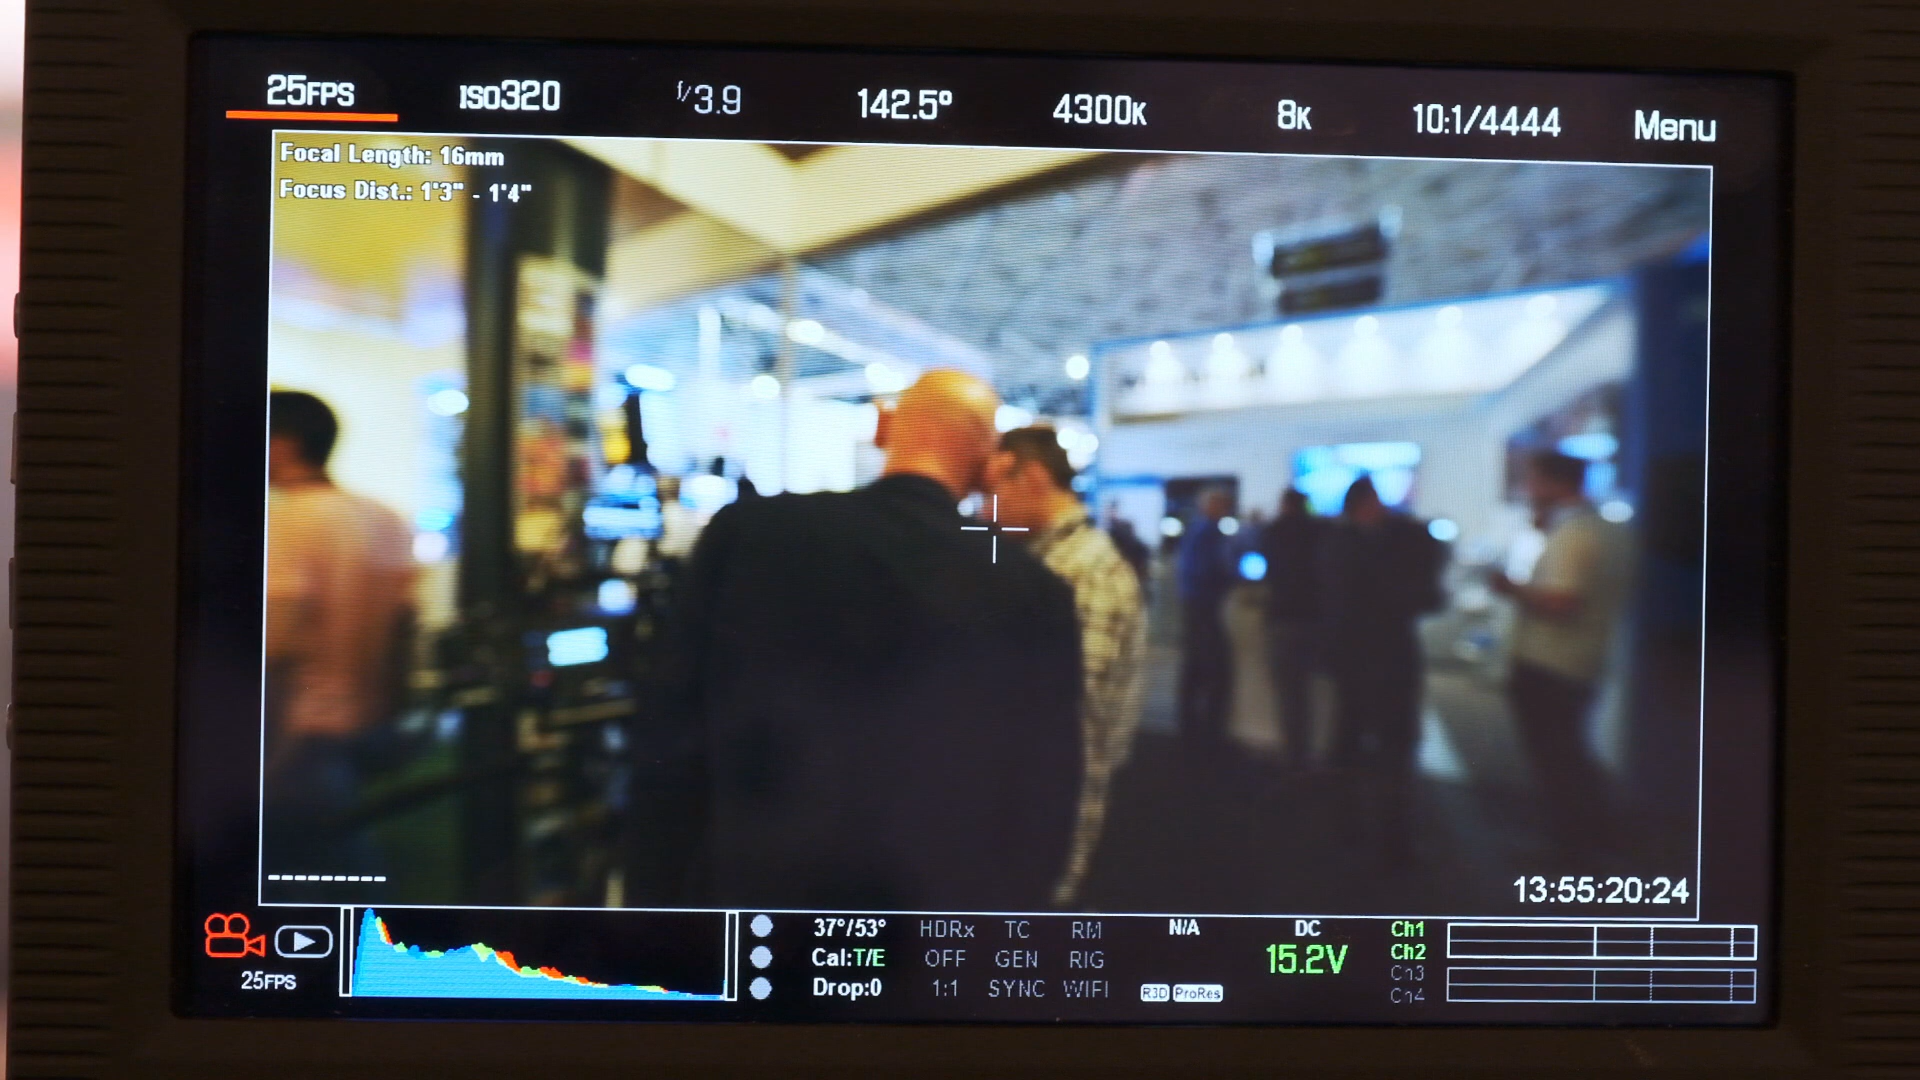 25FPS ISO320 f/3.9 142.5° 4300K 8K 10:1/4444 Menu
Focal Length: 16mm
Focus Dist.: 1'3" - 1'4"
---------
13:55:20:24
25FPS
37°/53° HDRx TC RM N/A DC Ch1
Cal:T/E OFF GEN RIG 15.2V Ch2
Drop:0 1:1 SYNC WIFI R3D ProRes Ch3
Ch4